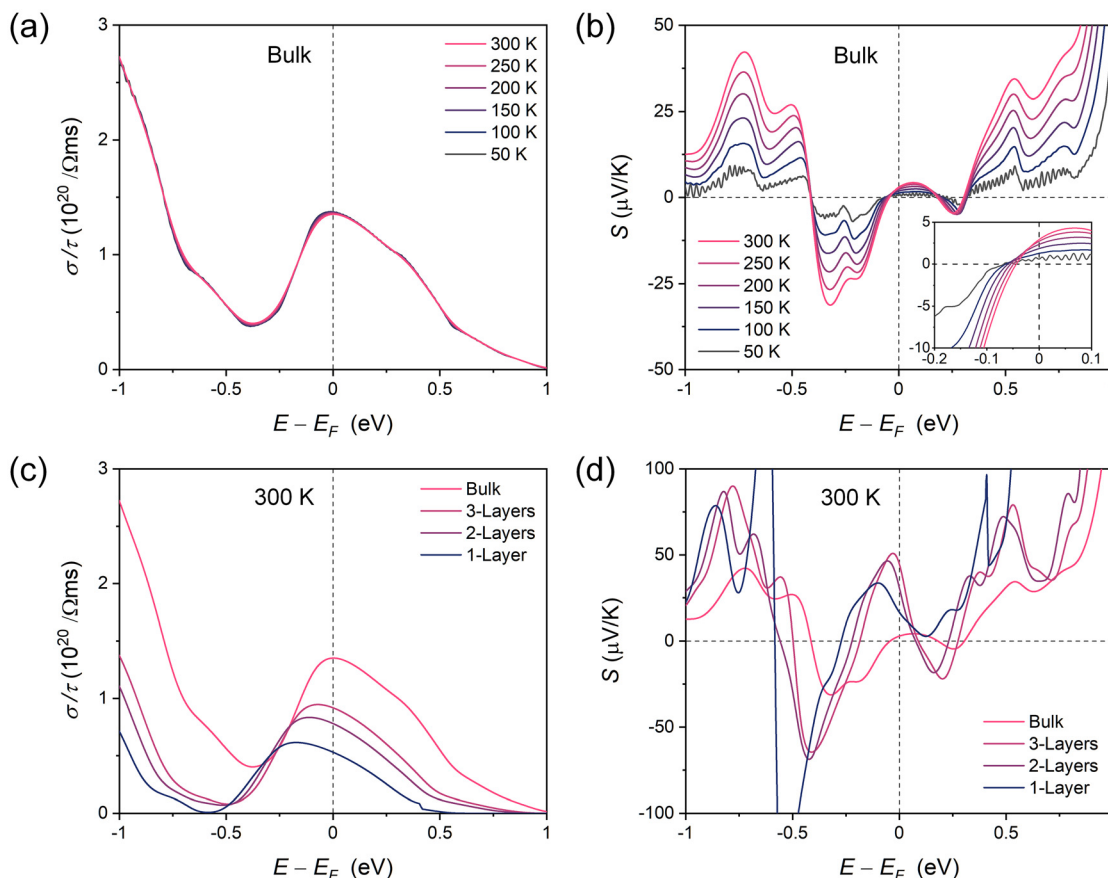 (a)
Bulk
300 K
250 K
200 K
150 K
100 K
50 K
3
2
1
0
σ/τ (10²⁰ /Ωms)
-1
-0.5
0
0.5
1
E − E_F (eV)
(b)
Bulk
50
25
0
-25
-50
S (μV/K)
300 K
250 K
200 K
150 K
100 K
50 K
5
0
-5
-10
-0.2
-0.1
0
0.1
-1
-0.5
0
0.5
E − E_F (eV)
(c)
300 K
Bulk
3-Layers
2-Layers
1-Layer
3
2
1
0
σ/τ (10²⁰ /Ωms)
-1
-0.5
0
0.5
1
E − E_F (eV)
(d)
300 K
100
50
0
-50
-100
S (μV/K)
Bulk
3-Layers
2-Layers
1-Layer
-1
-0.5
0
0.5
E − E_F (eV)